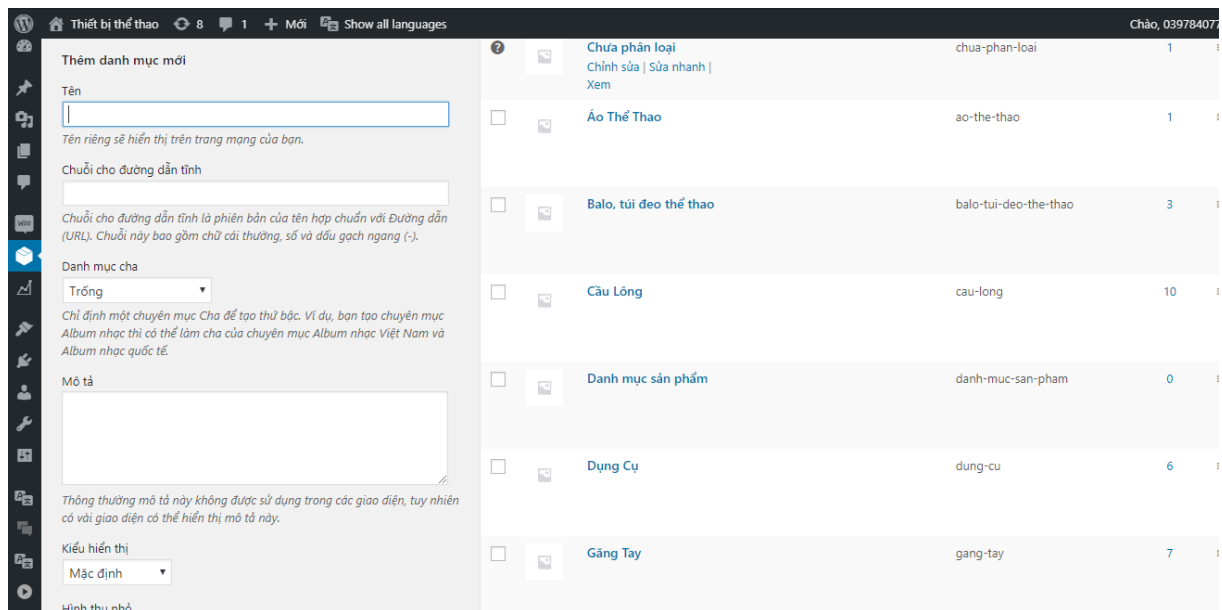 Thiết bị thể thao 8 1 Mới Show all languages Chào, 039784077
Thêm danh mục mới
Tên
Tên riêng sẽ hiển thị trên trang mạng của bạn.
Chuỗi cho đường dẫn tĩnh
Chuỗi cho đường dẫn tĩnh là phiên bản của tên hợp chuẩn với Đường dẫn
(URL). Chuỗi này bao gồm chữ cái thường, số và dấu gạch ngang (-).
Danh mục cha
Trống
Chỉ định một chuyên mục Cha để tạo thứ bậc. Ví dụ, bạn tạo chuyên mục
Album nhạc thì có thể làm cha của chuyên mục Album nhạc Việt Nam và
Album nhạc quốc tế.
Mô tả
Thông thường mô tả này không được sử dụng trong các giao diện, tuy nhiên
có vài giao diện có thể hiển thị mô tả này.
Kiểu hiển thị
Mặc định
Hình thu nhỏ
Chưa phân loại chua-phan-loai 1
Chỉnh sửa | Sửa nhanh |
Xem
Áo Thể Thao ao-the-thao 1
Balo, túi đeo thể thao balo-tui-deo-the-thao 3
Cầu Lông cau-long 10
Danh mục sản phẩm danh-muc-san-pham 0
Dụng Cụ dung-cu 6
Găng Tay gang-tay 7